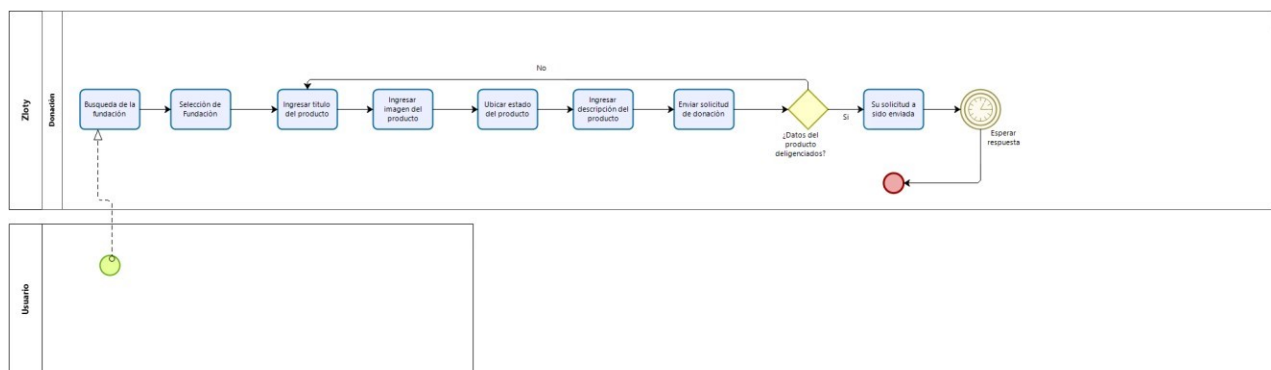 Zloty
Donación
No
Busqueda de la
fundación
Selección de
Fundación
Ingresar titulo
del producto
Ingresar
imagen del
producto
Ubicar estado
del producto
Ingresar
descripción del
producto
Enviar solicitud
de donación
¿Datos del
producto
deligenciados?
Si
Su solicitud a
sido enviada
Esperar
respuesta
Usuario